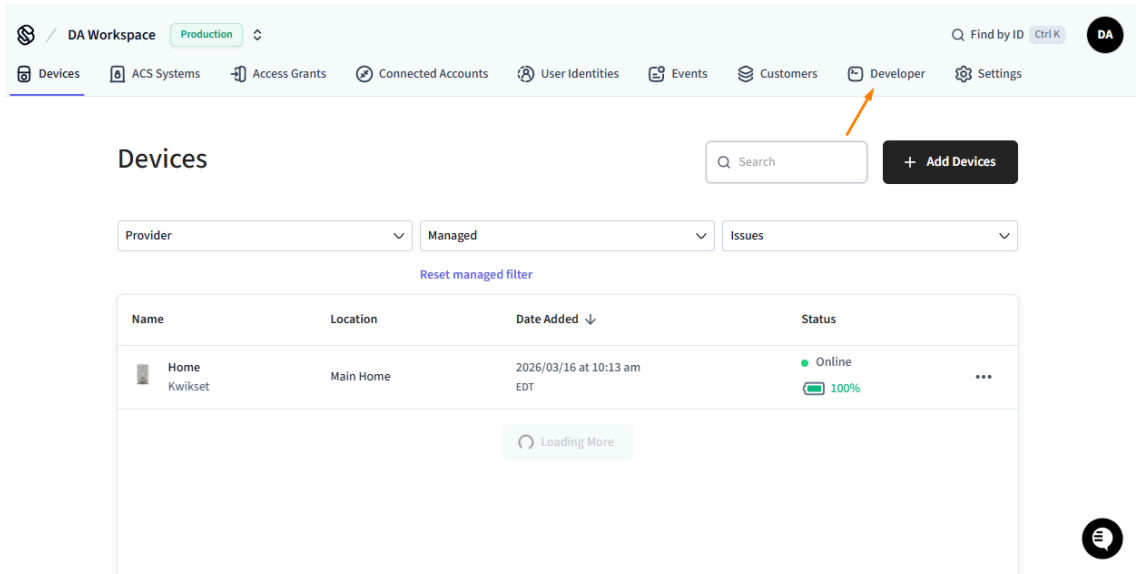 DA Workspace Production Find by ID Ctrl K DA
Devices ACS Systems Access Grants Connected Accounts User Identities Events Customers Developer Settings
Devices Search + Add Devices
Provider Managed Issues
Reset managed filter
Name Location Date Added Status
Home Kwikset Main Home 2026/03/16 at 10:13 am EDT Online 100%
Loading More